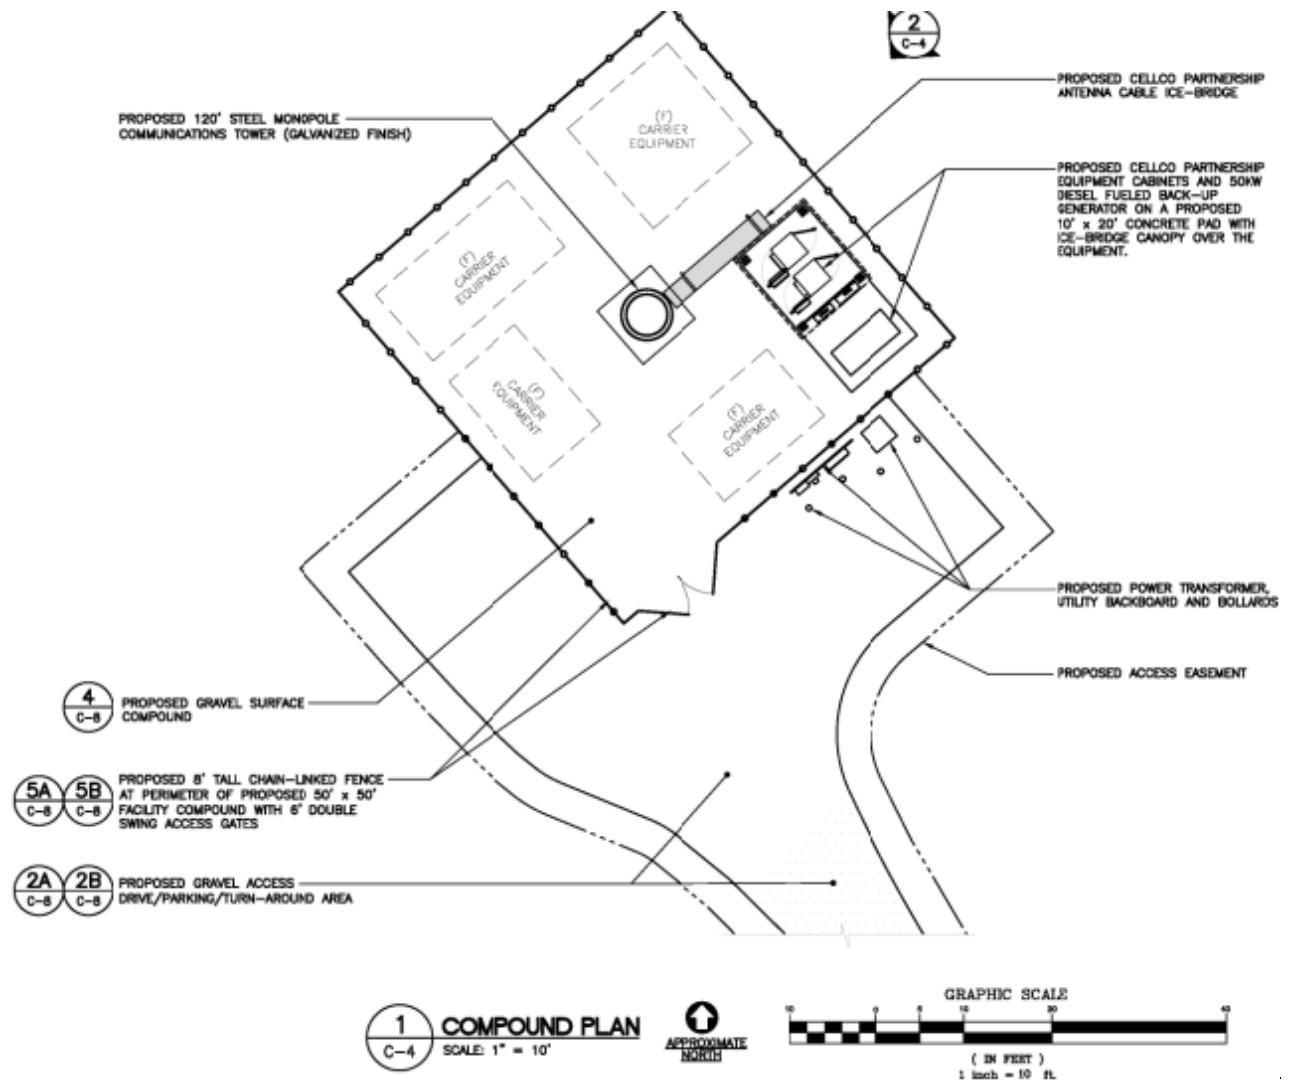 2
C-4
PROPOSED CELLCO PARTNERSHIP
ANTENNA CABLE ICE-BRIDGE
PROPOSED 120' STEEL MONOPOLE
COMMUNICATIONS TOWER (GALVANIZED FINISH)
(F)
CARRIER
EQUIPMENT
PROPOSED CELLCO PARTNERSHIP
EQUIPMENT CABINETS AND 50KW
DIESEL FUELED BACK-UP
GENERATOR ON A PROPOSED
10' x 20' CONCRETE PAD WITH
ICE-BRIDGE CANOPY OVER THE
EQUIPMENT.
(F)
CARRIER
EQUIPMENT
(F)
CARRIER
EQUIPMENT
(F)
CARRIER
EQUIPMENT
PROPOSED POWER TRANSFORMER,
UTILITY BACKBOARD AND BOLLARDS
PROPOSED ACCESS EASEMENT
4
C-8
PROPOSED GRAVEL SURFACE
COMPOUND
5A 5B
C-8 C-8
PROPOSED 8' TALL CHAIN-LINKED FENCE
AT PERIMETER OF PROPOSED 50' x 50'
FACILITY COMPOUND WITH 6' DOUBLE
SWING ACCESS GATES
2A 2B
C-8 C-8
PROPOSED GRAVEL ACCESS
DRIVE/PARKING/TURN-AROUND AREA
1
C-4
COMPOUND PLAN
SCALE: 1" = 10'
APPROXIMATE
NORTH
GRAPHIC SCALE
10 0 5 10 20 40
( IN FEET )
1 inch = 10 ft.